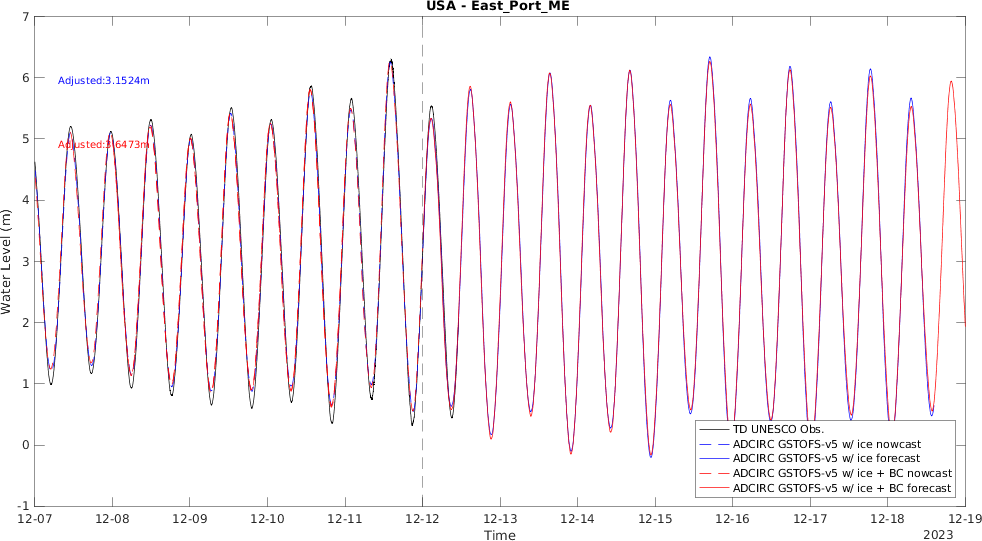 USA - East_Port_ME
7
6
5
4
3
2
1
0
-1
Water Level (m)
Adjusted:3.1524m
Adjusted:3.6473m
TD UNESCO Obs.
ADCIRC GSTOFS-v5 w/ ice nowcast
ADCIRC GSTOFS-v5 w/ ice forecast
ADCIRC GSTOFS-v5 w/ ice + BC nowcast
ADCIRC GSTOFS-v5 w/ ice + BC forecast
12-07 12-08 12-09 12-10 12-11 12-12 12-13 12-14 12-15 12-16 12-17 12-18 12-19
Time
2023